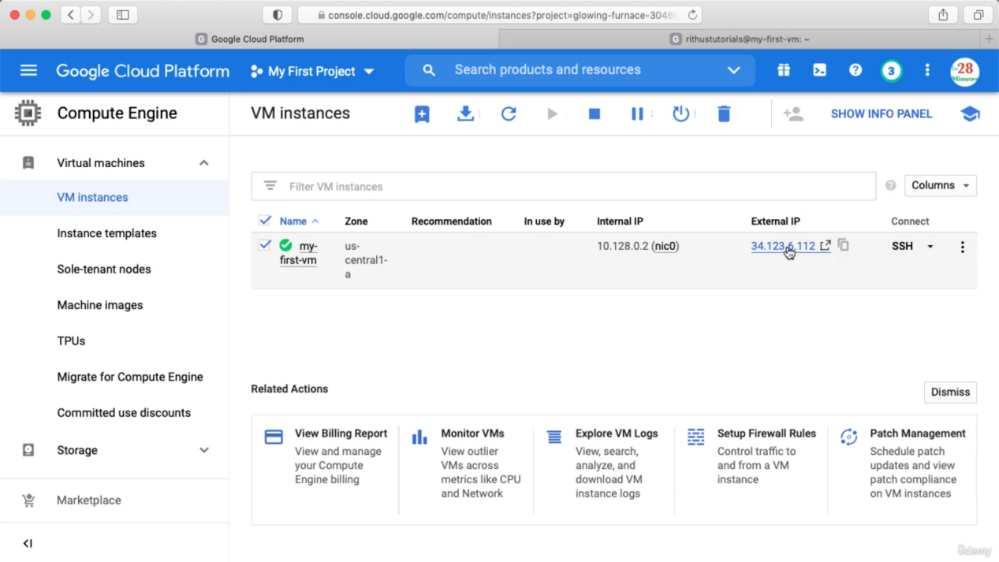 console.cloud.google.com/compute/instances?project=glowing-furnace-3046
G Google Cloud Platform
G rithustutorials@my-first-vm: ~
Google Cloud Platform
My First Project
Search products and resources
3
in28
Minutes
Compute Engine
VM instances
SHOW INFO PANEL
Virtual machines
VM instances
Instance templates
Sole-tenant nodes
Machine images
TPUs
Migrate for Compute Engine
Committed use discounts
Storage
Marketplace
Filter VM instances
Columns
Name Zone Recommendation In use by Internal IP External IP Connect
my- us- 10.128.0.2 (nic0) 34.123.6.112 SSH
first-vm central1-
a
Related Actions
Dismiss
View Billing Report
View and manage
your Compute
Engine billing
Monitor VMs
View outlier
VMs across
metrics like CPU
and Network
Explore VM Logs
View, search,
analyze, and
download VM
instance logs
Setup Firewall Rules
Control traffic to
and from a VM
instance
Patch Management
Schedule patch
updates and view
patch compliance
on VM instances
Udemy